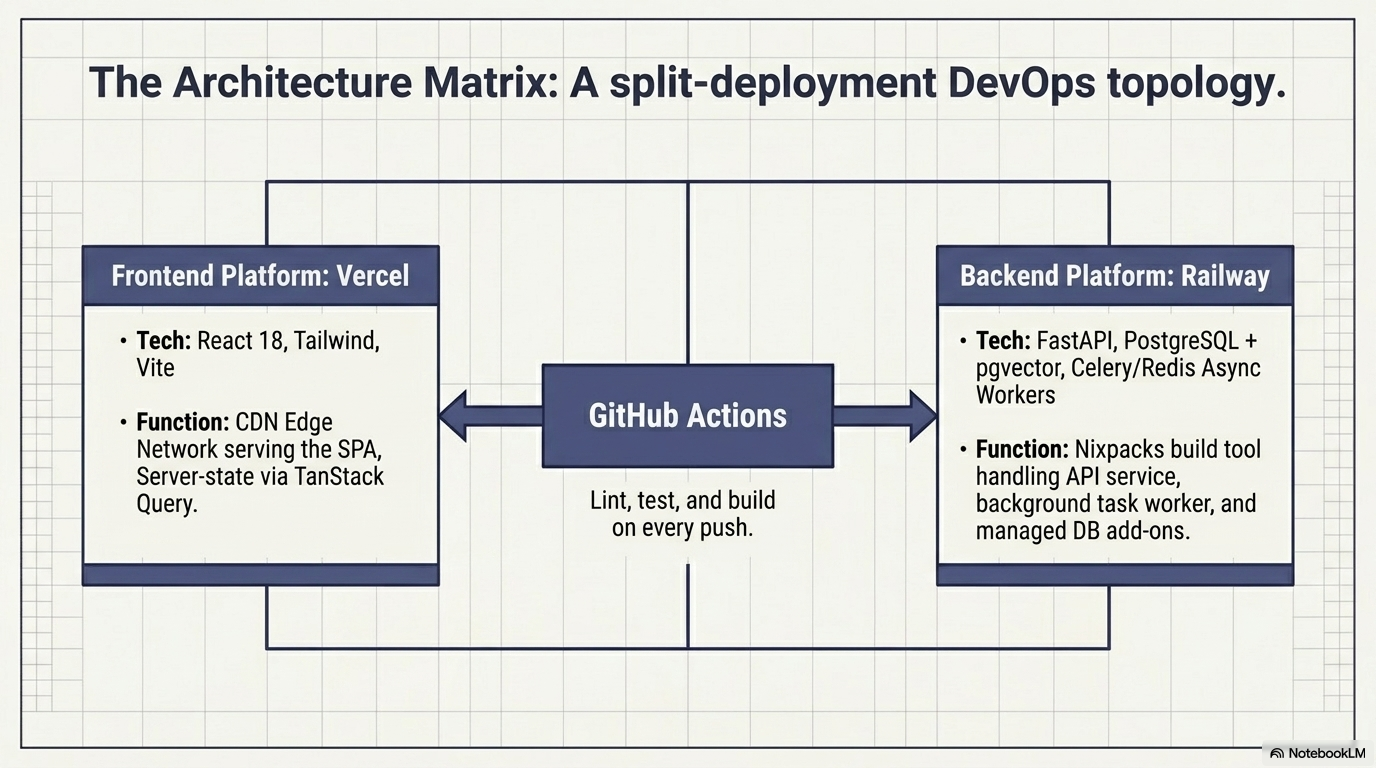 The Architecture Matrix: A split-deployment DevOps topology.
Frontend Platform: Vercel
• Tech: React 18, Tailwind,
Vite
• Function: CDN Edge
Network serving the SPA,
Server-state via TanStack
Query.
GitHub Actions
Lint, test, and build
on every push.
Backend Platform: Railway
• Tech: FastAPI, PostgreSQL +
pgvector, Celery/Redis Async
Workers
• Function: Nixpacks build tool
handling API service,
background task worker, and
managed DB add-ons.
NotebookLM